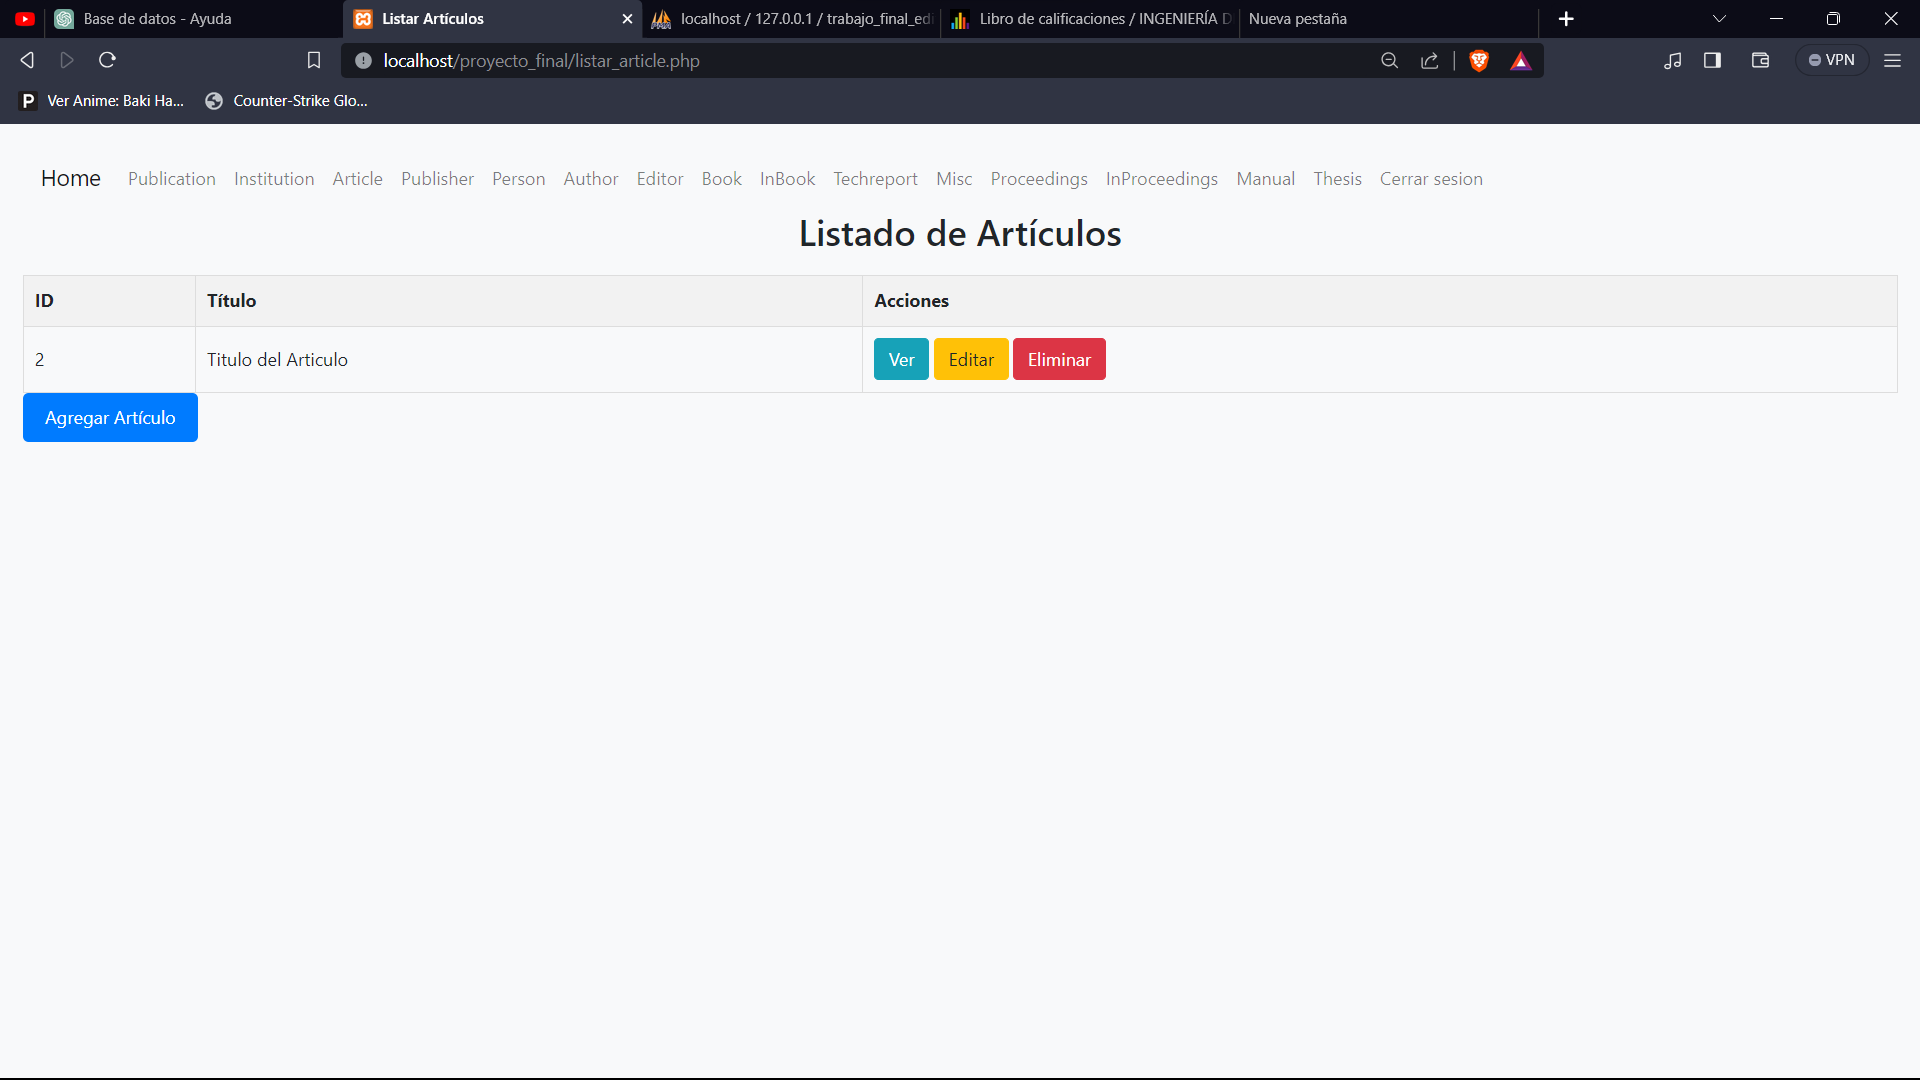 Base de datos - Ayuda
Listar Artículos
localhost / 127.0.0.1 / trabajo_final_edi
Libro de calificaciones / INGENIERÍA D
Nueva pestaña
localhost/proyecto_final/listar_article.php
VPN
P Ver Anime: Baki Ha...
Counter-Strike Glo...
Home Publication Institution Article Publisher Person Author Editor Book InBook Techreport Misc Proceedings InProceedings Manual Thesis Cerrar sesion
Listado de Artículos
ID Título Acciones
2 Titulo del Articulo Ver Editar Eliminar
Agregar Artículo